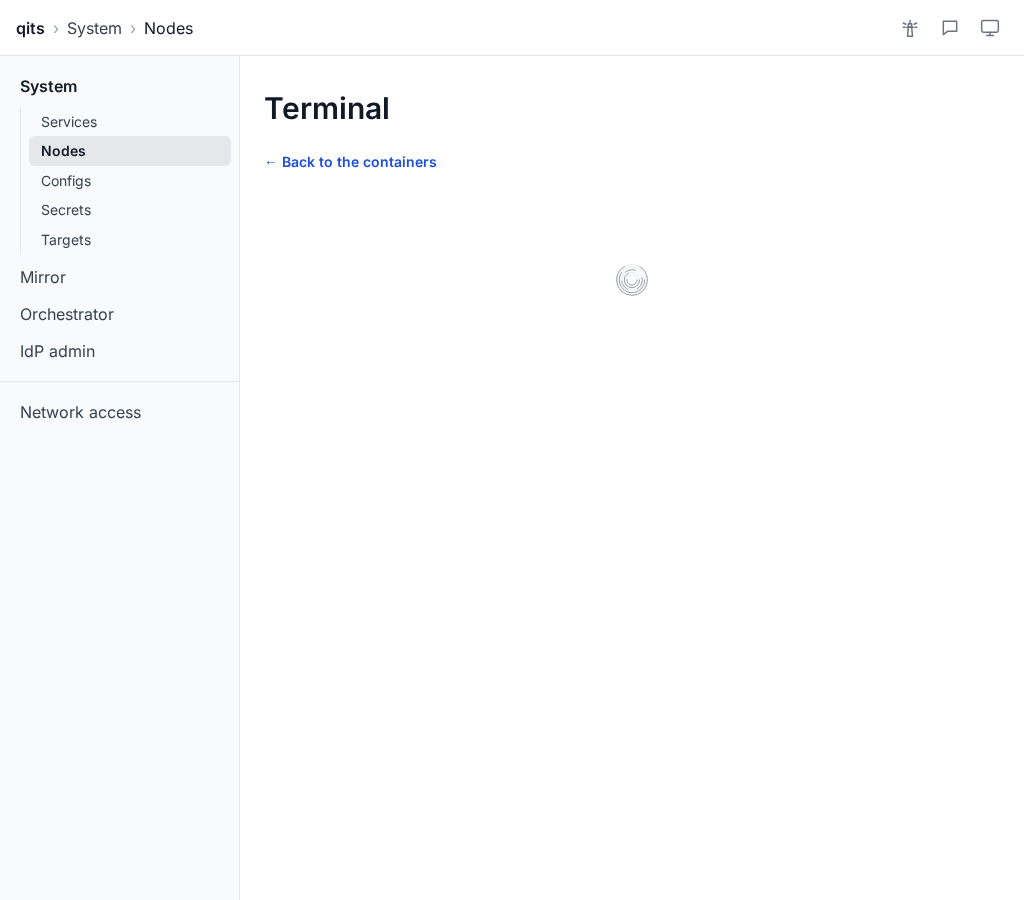 qits › System › Nodes
System
Services
Nodes
Configs
Secrets
Targets
Mirror
Orchestrator
IdP admin
Network access
Terminal
← Back to the containers